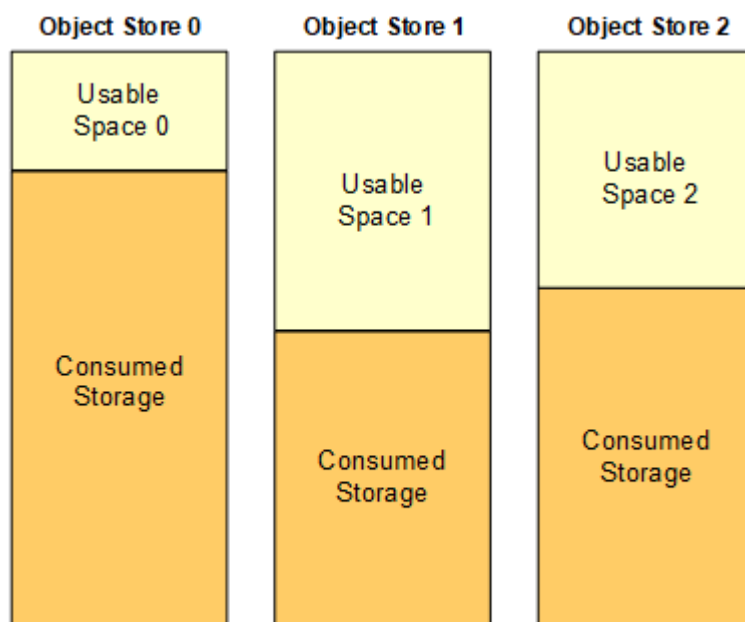 Object Store 0
Object Store 1
Object Store 2
Usable
Space 0
Usable
Space 1
Usable
Space 2
Consumed
Storage
Consumed
Storage
Consumed
Storage